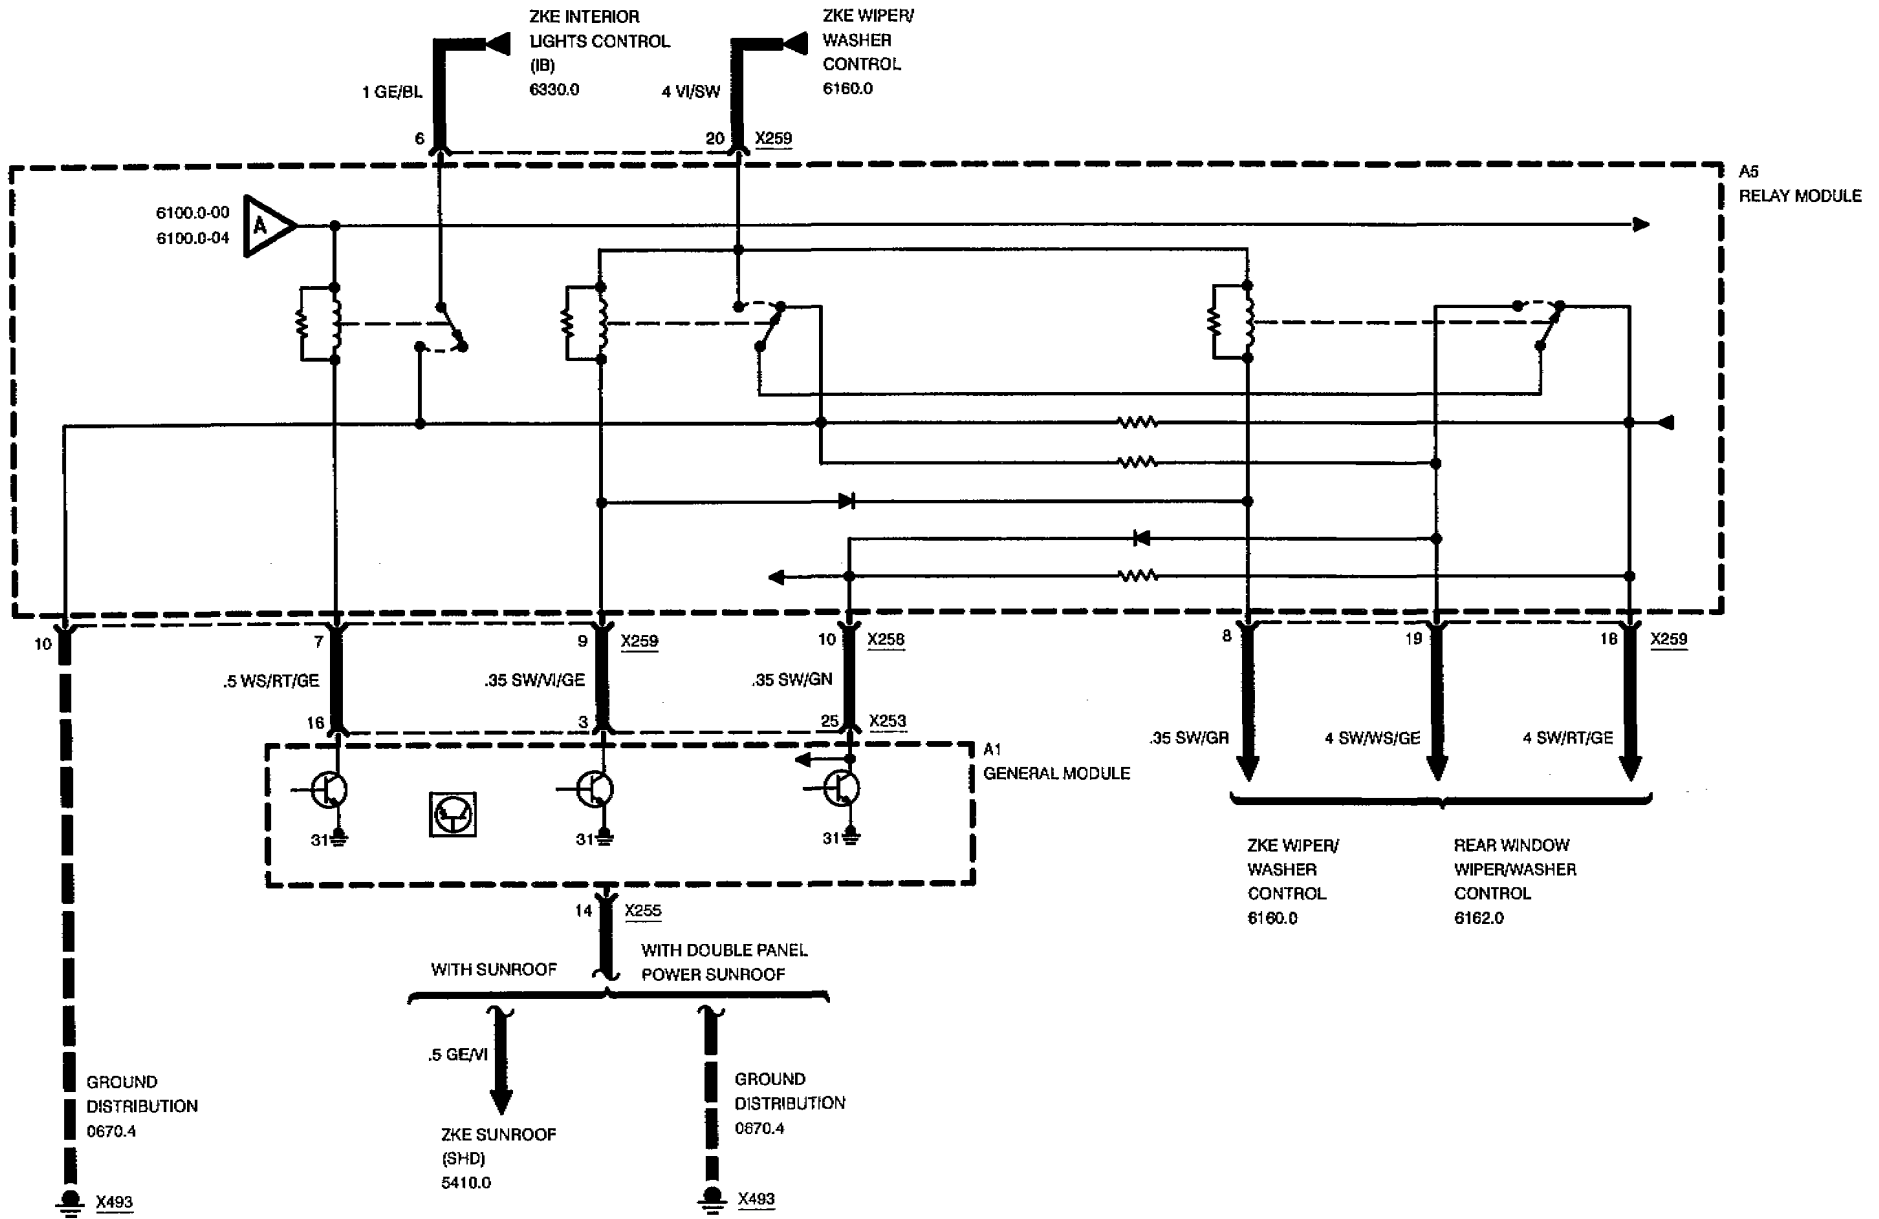 ZKE INTERIOR
LIGHTS CONTROL
(IB)
6330.0
ZKE WIPER/
WASHER
CONTROL
6160.0
1 GE/BL
4 VI/SW
6
20
X259
A5
RELAY MODULE
6100.0-00
6100.0-04
A
10
7
9
X259
10
X258
8
19
18
X259
.5 WS/RT/GE
.35 SW/VI/GE
.35 SW/GN
16
3
25
X253
.35 SW/GR
4 SW/WS/GE
4 SW/RT/GE
A1
GENERAL MODULE
31
31
31
ZKE WIPER/
WASHER
CONTROL
6160.0
REAR WINDOW
WIPER/WASHER
CONTROL
6162.0
14
X255
WITH SUNROOF
WITH DOUBLE PANEL
POWER SUNROOF
.5 GE/VI
GROUND
DISTRIBUTION
0670.4
GROUND
DISTRIBUTION
0670.4
ZKE SUNROOF
(SHD)
5410.0
X493
X493